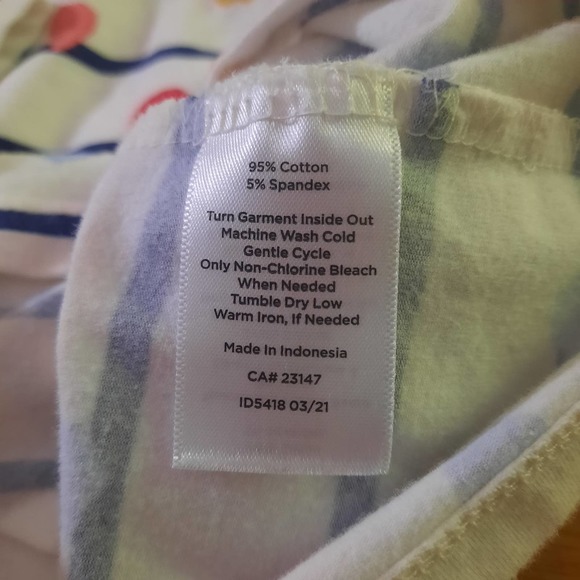 95% Cotton
5% Spandex
Turn Garment Inside Out
Machine Wash Cold
Gentle Cycle
Only Non-Chlorine Bleach
When Needed
Tumble Dry Low
Warm Iron, If Needed
Made In Indonesia
CA# 23147
ID5418 03/21